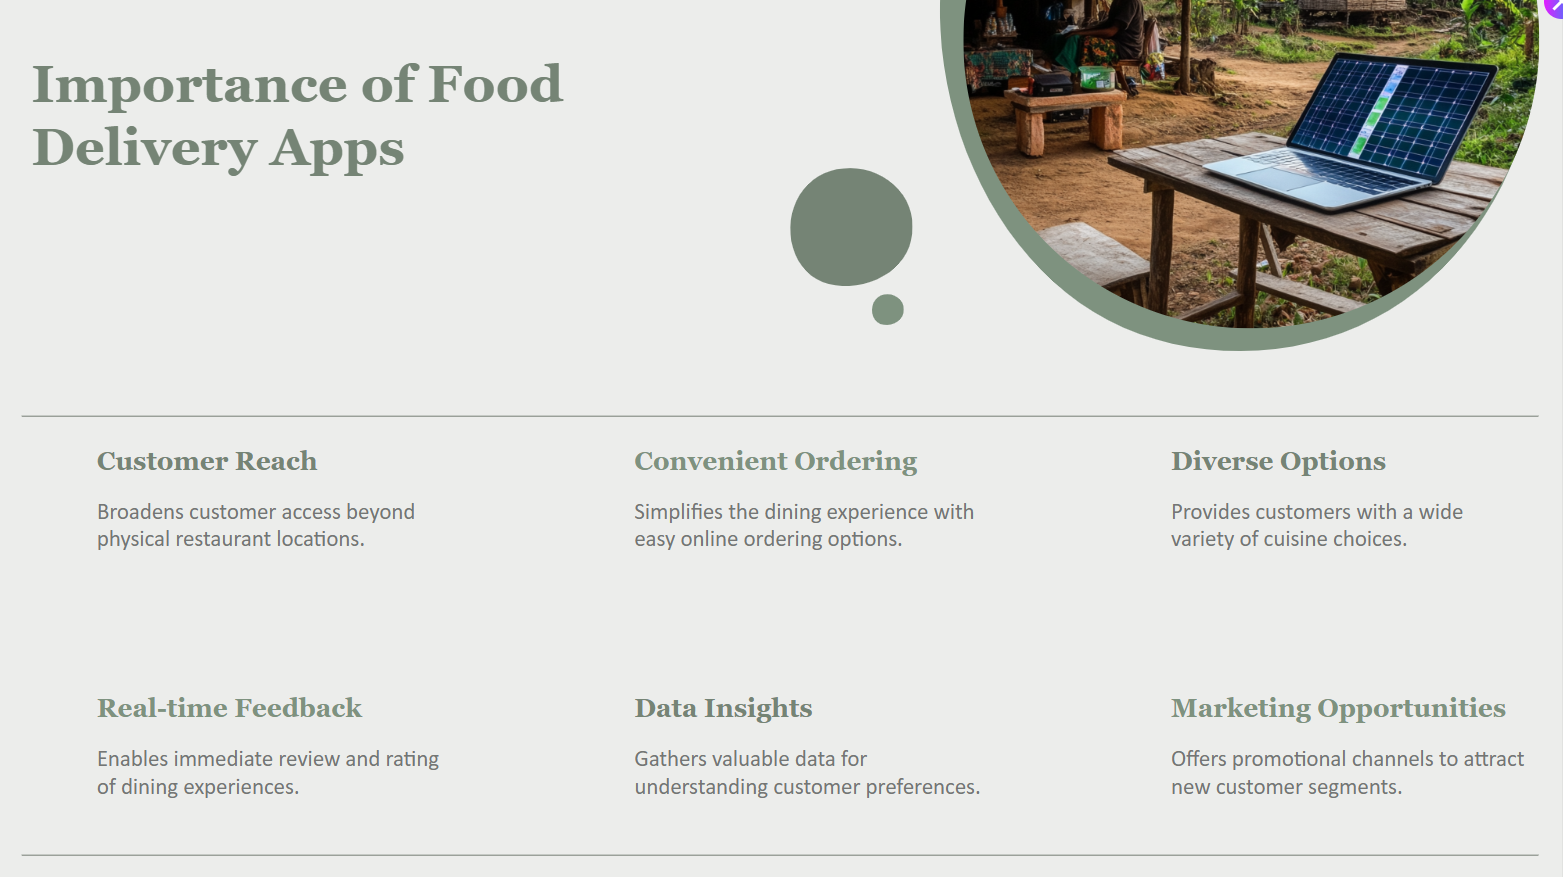 Importance of Food
Delivery Apps
Customer Reach
Broadens customer access beyond
physical restaurant locations.
Convenient Ordering
Simplifies the dining experience with
easy online ordering options.
Diverse Options
Provides customers with a wide
variety of cuisine choices.
Real-time Feedback
Enables immediate review and rating
of dining experiences.
Data Insights
Gathers valuable data for
understanding customer preferences.
Marketing Opportunities
Offers promotional channels to attract
new customer segments.